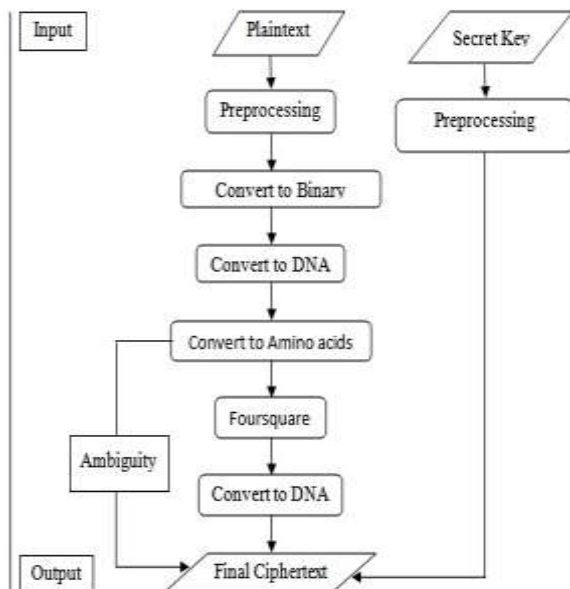 Input
Plaintext
Secret Kev
Preprocessing
Preprocessing
Convert to Binary
Convert to DNA
Convert to Amino acids
Foursquare
Ambiguity
Convert to DNA
Output
Final Ciphertext